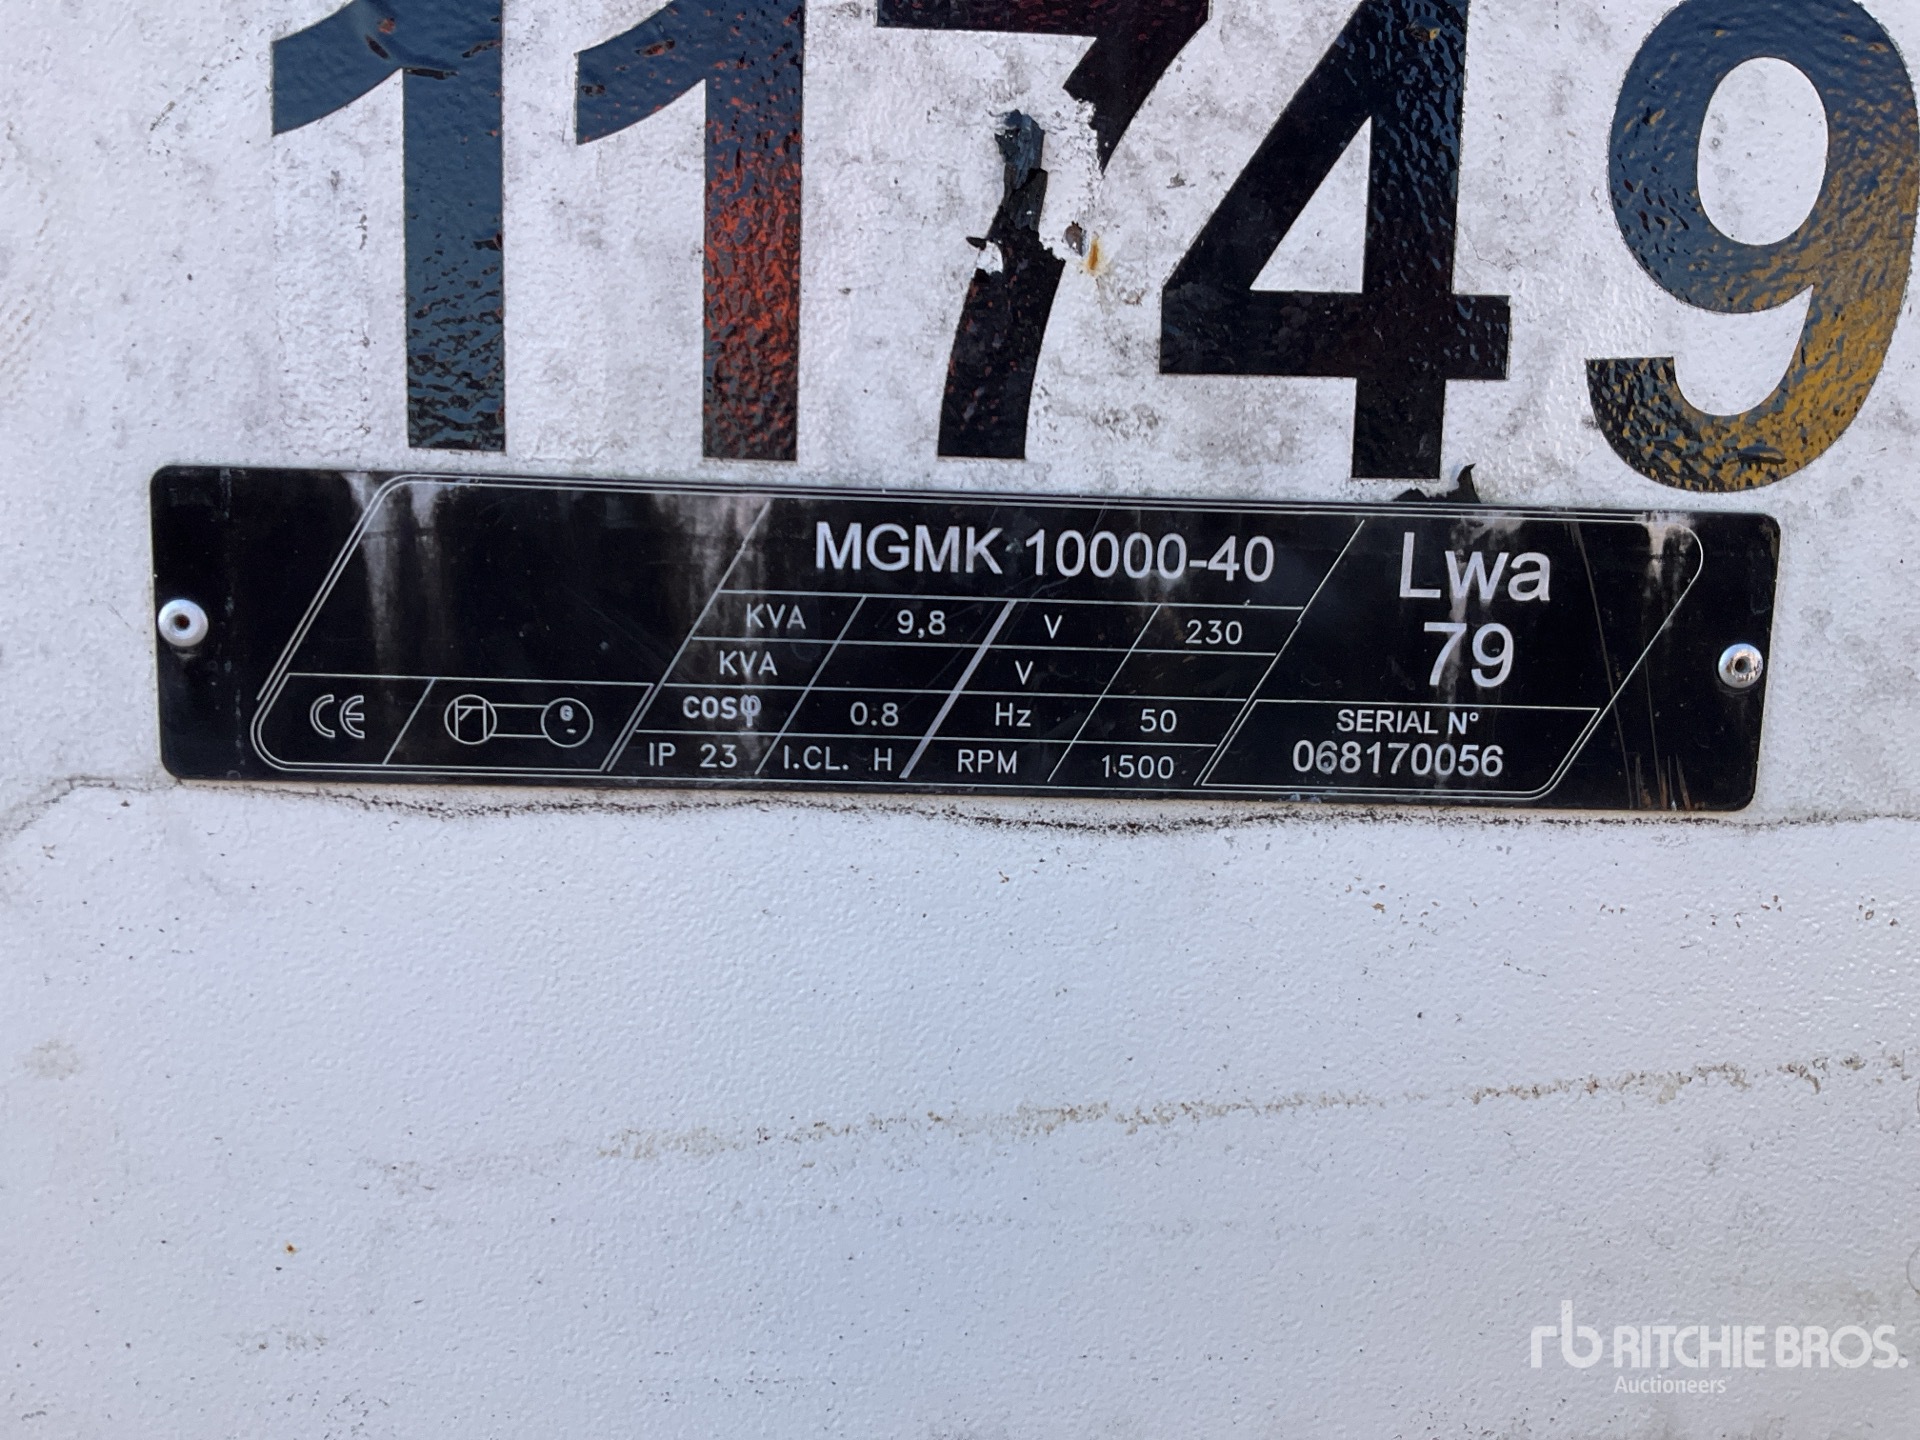 11749
MGMK 10000-40
KVA 9,8 V 230
KVA V
COSφ 0.8 Hz 50
IP 23 I.CL. H RPM 1500
Lwa
79
SERIAL N°
068170056
CE
G
rb RITCHIE BROS.
Auctioneers